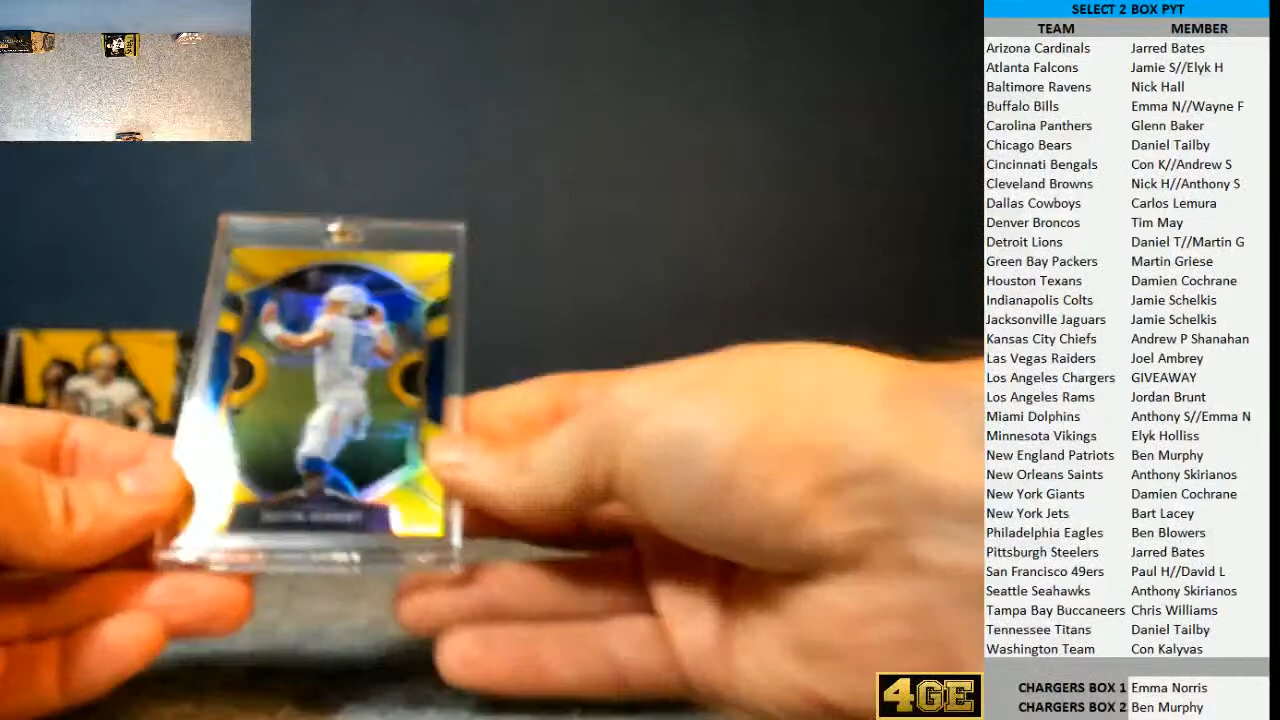 SELECT 2 BOX PYT
TEAM MEMBER
Arizona Cardinals Jarred Bates
Atlanta Falcons Jamie S//Elyk H
Baltimore Ravens Nick Hall
Buffalo Bills Emma N//Wayne F
Carolina Panthers Glenn Baker
Chicago Bears Daniel Tailby
Cincinnati Bengals Con K//Andrew S
Cleveland Browns Nick H//Anthony S
Dallas Cowboys Carlos Lemura
Denver Broncos Tim May
Detroit Lions Daniel T//Martin G
Green Bay Packers Martin Griese
Houston Texans Damien Cochrane
Indianapolis Colts Jamie Schelkis
Jacksonville Jaguars Jamie Schelkis
Kansas City Chiefs Andrew P Shanahan
Las Vegas Raiders Joel Ambrey
Los Angeles Chargers GIVEAWAY
Los Angeles Rams Jordan Brunt
Miami Dolphins Anthony S//Emma N
Minnesota Vikings Elyk Holliss
New England Patriots Ben Murphy
New Orleans Saints Anthony Skirianos
New York Giants Damien Cochrane
New York Jets Bart Lacey
Philadelphia Eagles Ben Blowers
Pittsburgh Steelers Jarred Bates
San Francisco 49ers Paul H//David L
Seattle Seahawks Anthony Skirianos
Tampa Bay Buccaneers Chris Williams
Tennessee Titans Daniel Tailby
Washington Team Con Kalyvas
CHARGERS BOX 1 Emma Norris
CHARGERS BOX 2 Ben Murphy
4GE